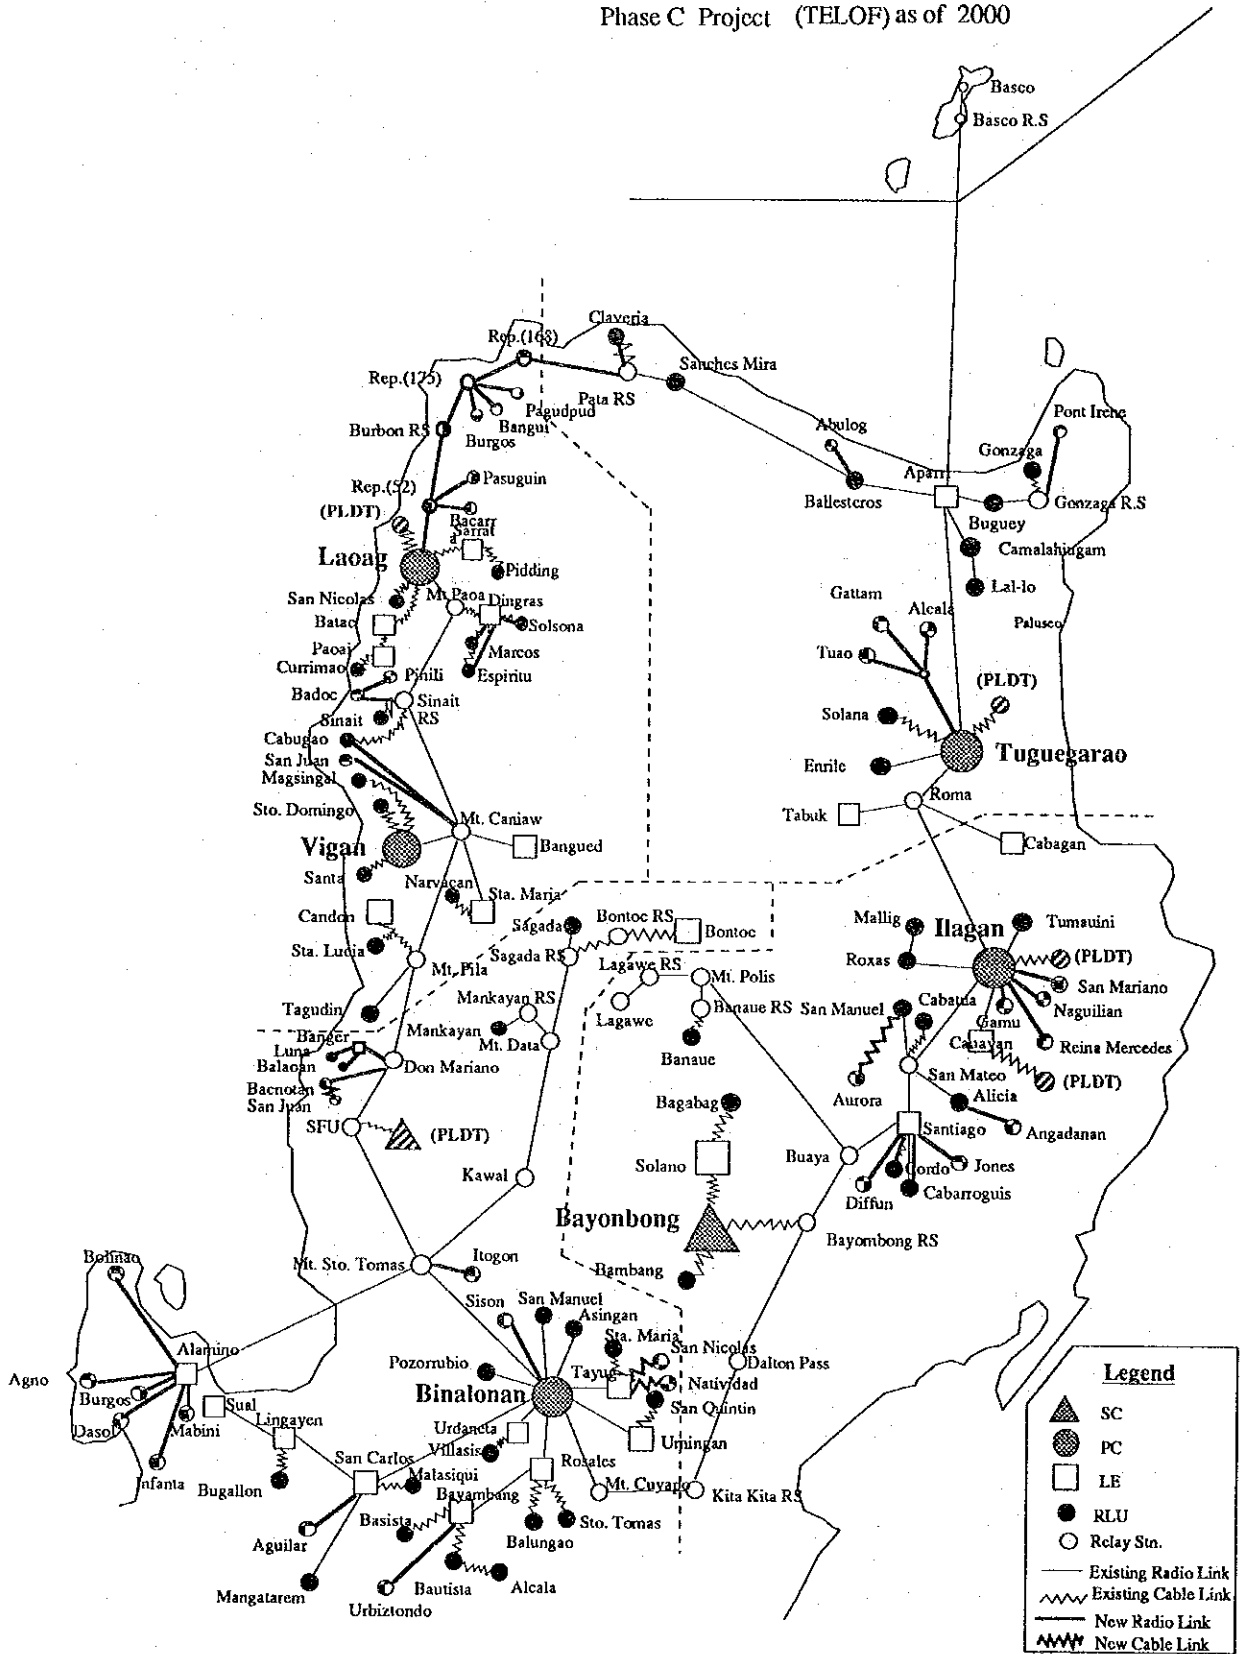 Phase C Project (TELOF) as of 2000
Basco
Basco R.S
Claveria
Rep.(168)
Sanches Mira
Rep.(175)
Pata RS
Pagudpud
Bangui
Burgos
Burbon RS
Abulog
Pont Irene
Gonzaga
Aparri
Ballesteros
Gonzaga R.S
Buguey
Pasuguin
Rep.(52)
(PLDT)
Bacarr
a
Sarrat
Camalahiugam
Laoag
Pidding
Lal-lo
San Nicolas
Mt.Paoa
Dingras
Gattam
Alcala
Batac
Solsona
Paluseo
Paoai
Marcos
Tuao
Currimao
Pinili
Espiritu
(PLDT)
Badoc
Sinait
RS
Sinait
Solana
Cabugao
San Juan
Tuguegarao
Magsingal
Enrile
Sto. Domingo
Roma
Mt. Caniaw
Tabuk
Vigan
Bangued
Cabagan
Santa
Narvacan
Sta. Maria
Candon
Sagada
Bontoc RS
Bontoc
Mallig
Ilagan
Tumauini
Sta. Lucia
Sagada RS
Mt. Pila
Lagawe RS
Mt. Polis
Roxas
(PLDT)
San Mariano
Mankayan RS
Tagudin
Lagawe
Banaue RS
San Manuel
Cabatua
Naguilian
Gamu
Mankayan
Mt. Data
Banger
Luna
Balaoan
Banaue
Cauayan
Reina Mercedes
Don Mariano
San Mateo
Bacnotan
San Juan
(PLDT)
Aurora
Alicia
Bagabag
SFU
(PLDT)
Santiago
Angadanan
Solano
Buaya
Kawal
Cordo
Jones
Diffun
Cabarroguis
Bayonbong
Bayombong RS
Bolinao
Mt. Sto. Tomas
Itogon
Bambang
Sison
San Manuel
Asingan
Sta. Maria
San Nicolas
Alamino
Dalton Pass
Pozorrubio
Tayug
Agno
Burgos
Binalonan
Natividad
Sual
San Quintin
Dasol
Mabini
Lingayen
Urdaneta
Villasis
Umingan
San Carlos
Rosales
Infanta
Bugallon
Malasiqui
Mt. Cuyapo
Kita Kita RS
Bayambang
Basista
Sto. Tomas
Aguilar
Balungao
Mangatarem
Bautista
Alcala
Urbiztondo
Legend
SC
PC
LE
RLU
Relay Stn.
Existing Radio Link
Existing Cable Link
New Radio Link
New Cable Link